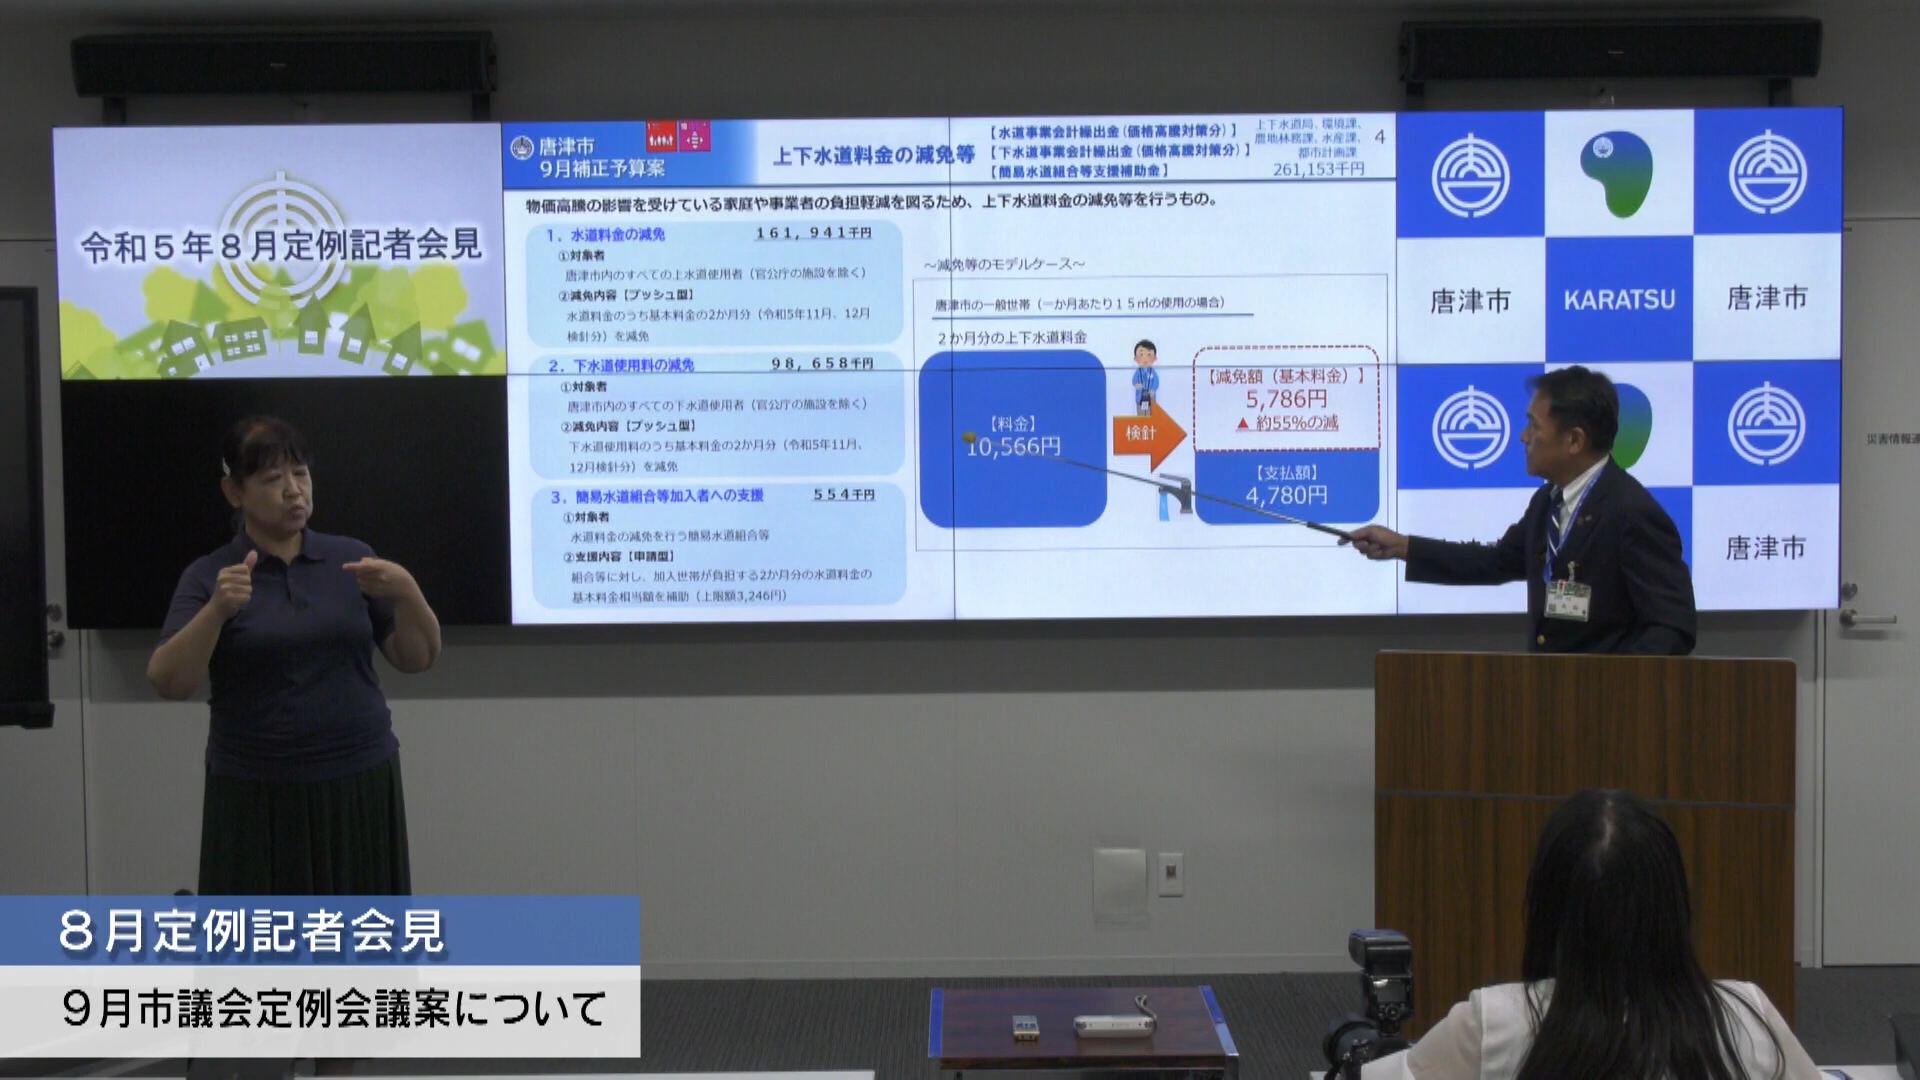 令和５年８月定例記者会見
唐津市
9月補正予算案
上下水道料金の減免等
【水道事業会計繰出金(価格高騰対策分)】
【下水道事業会計繰出金(価格高騰対策分)】
【簡易水道組合等支援補助金】
上下水道局、環境課、
農地林務課、水産課、
都市計画課
261,153千円
4
物価高騰の影響を受けている家庭や事業者の負担軽減を図るため、上下水道料金の減免等を行うもの。
1．水道料金の減免 161,941千円
①対象者
唐津市内のすべての上水道使用者（官公庁の施設を除く）
②減免内容【プッシュ型】
水道料金のうち基本料金の2か月分（令和5年11月、12月
検針分）を減免
2．下水道使用料の減免 98,658千円
①対象者
唐津市内のすべての下水道使用者（官公庁の施設を除く）
②減免内容【プッシュ型】
下水道使用料のうち基本料金の2か月分（令和5年11月、
12月検針分）を減免
3．簡易水道組合等加入者への支援 554千円
①対象者
水道料金の減免を行う簡易水道組合等
②支援内容【申請型】
組合等に対し、加入世帯が負担する2か月分の水道料金の
基本料金相当額を補助（上限額3,246円）
～減免等のモデルケース～
唐津市の一般世帯（一か月あたり１５㎥の使用の場合）
２か月分の上下水道料金
【料金】
10,566円
検針
【減免額（基本料金）】
5,786円
▲ 約55％の減
【支払額】
4,780円
唐津市
KARATSU
唐津市
唐津市
災害情報
８月定例記者会見
９月市議会定例会議案について